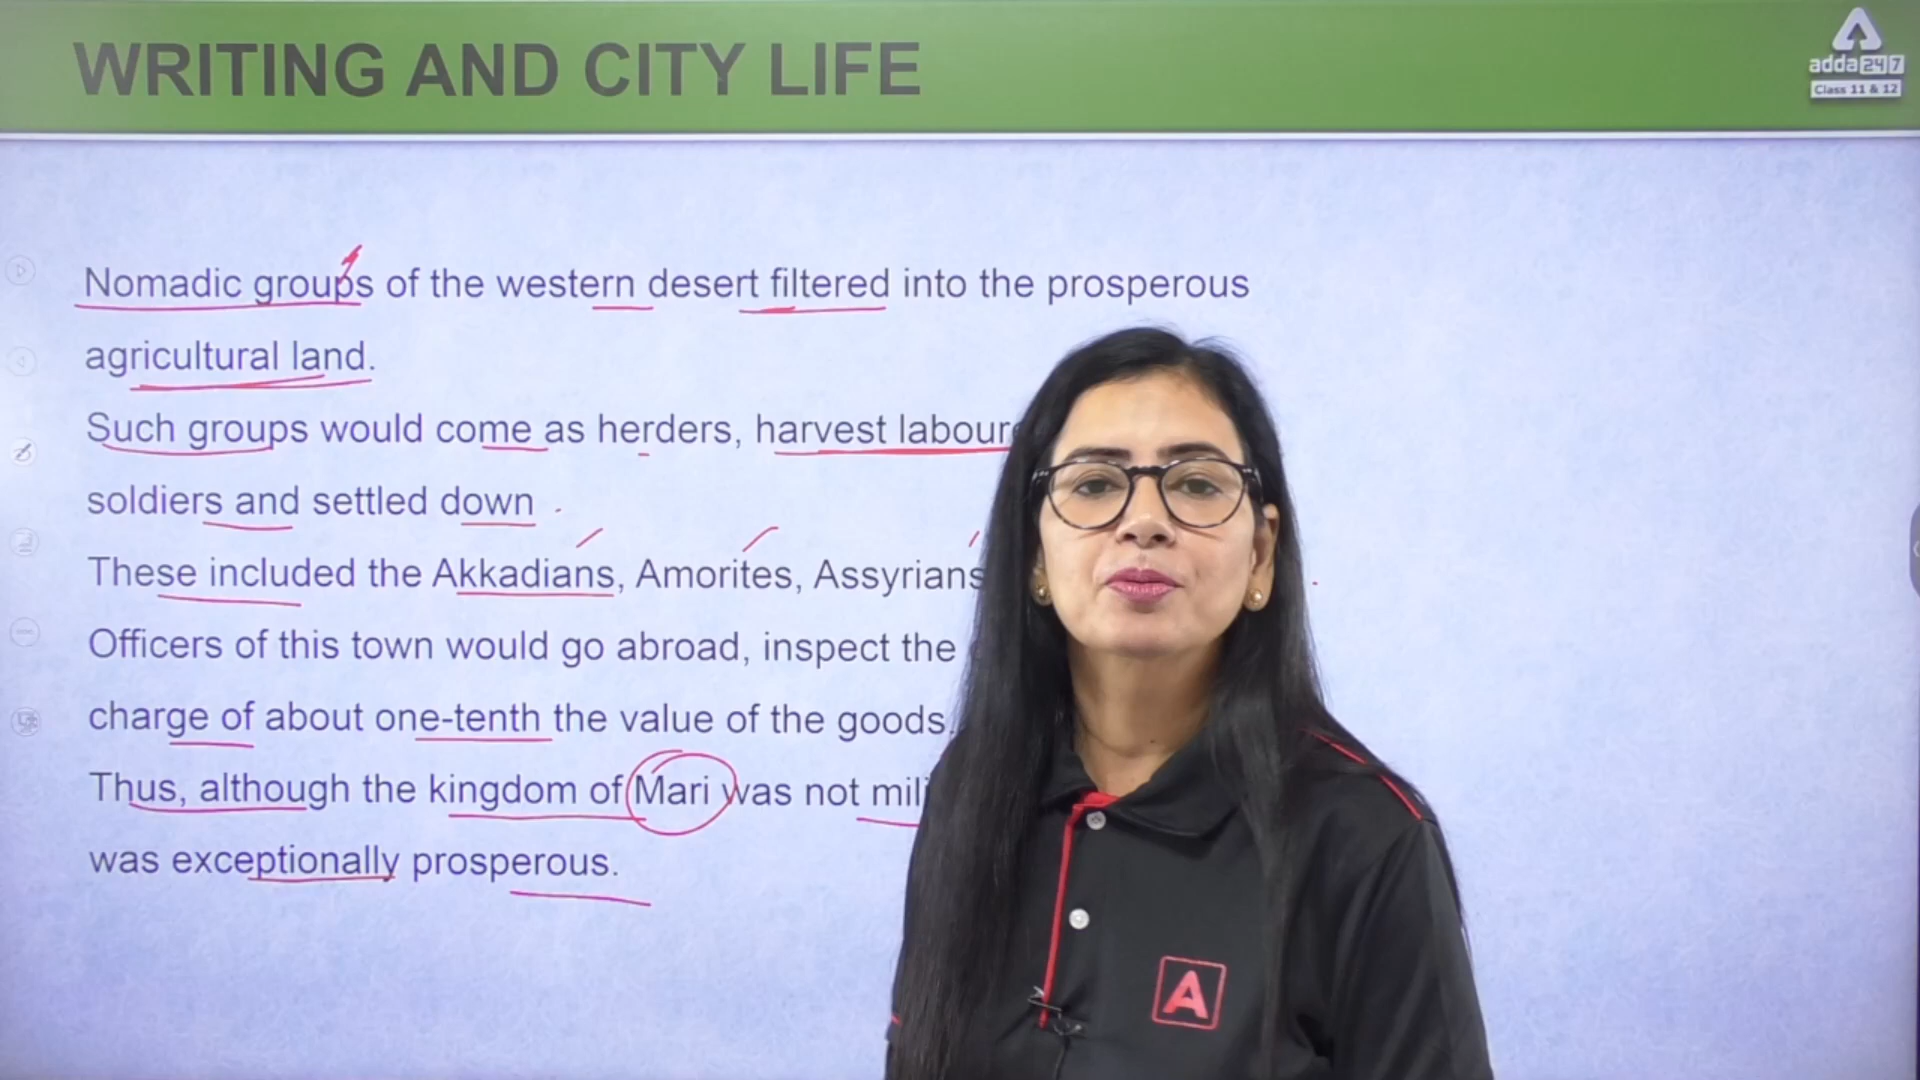 WRITING AND CITY LIFE
adda247
Class 11 & 12
Nomadic groups of the western desert filtered into the prosperous
agricultural land.
Such groups would come as herders, harvest
soldiers and settled down
These included the Akkadians, Amorites, Assyrians
Officers of this town would go abroad, inspect the
charge of about one-tenth the value of the goods.
Thus, although the kingdom of Mari was not
was exceptionally prosperous.
A